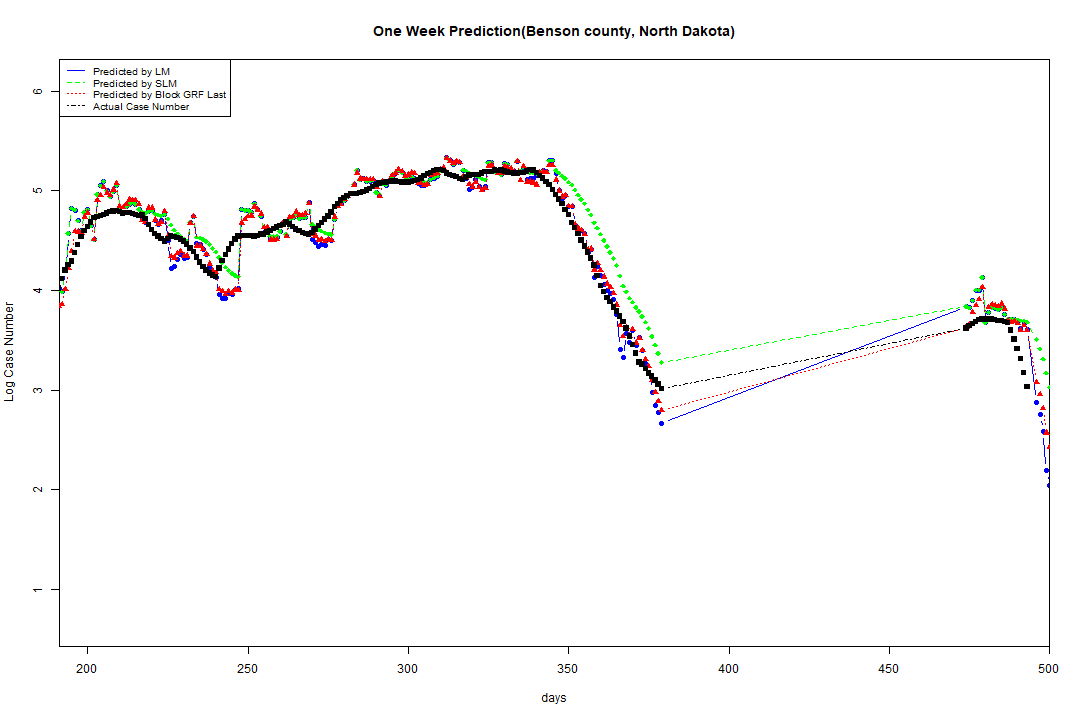 One Week Prediction(Benson county, North Dakota)
Predicted by LM
Predicted by SLM
Predicted by Block GRF Last
Actual Case Number
6
5
4
3
2
1
Log Case Number
200 250 300 350 400 450 500
days